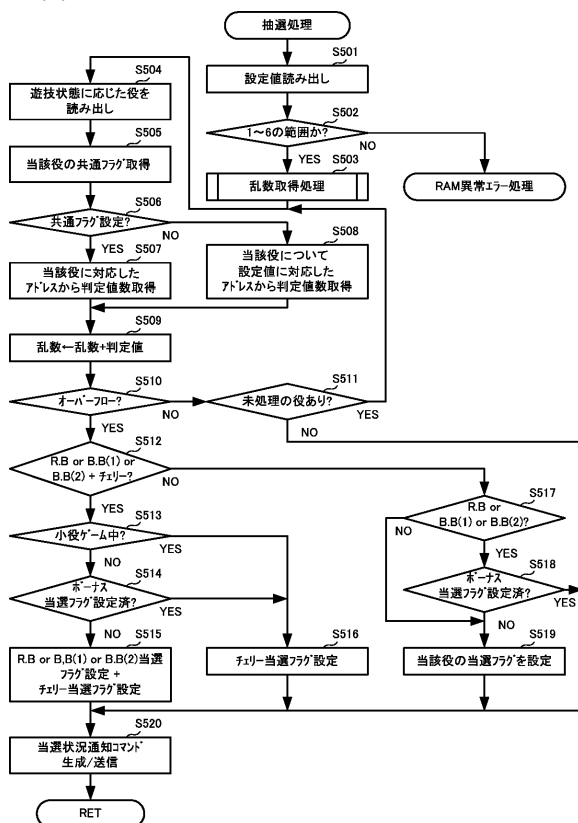 抽選処理
S501
設定値読み出し
S502
1～6の範囲か?
NO
YES
S503
乱数取得処理
RAM異常エラー処理
S504
遊技状態に応じた役を
読み出し
S505
当該役の共通フラグ取得
S506
共通フラグ設定?
YES
NO
S507
当該役に対応した
アドレスから判定値数取得
S508
当該役について
設定値に対応した
アドレスから判定値数取得
S509
乱数←乱数+判定値
S510
オーバーフロー?
NO
YES
S511
未処理の役あり?
YES
NO
S512
R.B or B.B(1) or
B.B(2) + チェリー?
NO
YES
S513
小役ゲーム中?
YES
NO
S514
ボーナス
当選フラグ設定済?
YES
NO
S515
R.B or B,B(1) or B.B(2)当選
フラグ設定 +
チェリー当選フラグ設定
S516
チェリー当選フラグ設定
S517
R.B or
B.B(1) or B.B(2)?
NO
YES
S518
ボーナス
当選フラグ設定済?
YES
NO
S519
当該役の当選フラグを設定
S520
当選状況通知コマンド
生成/送信
RET